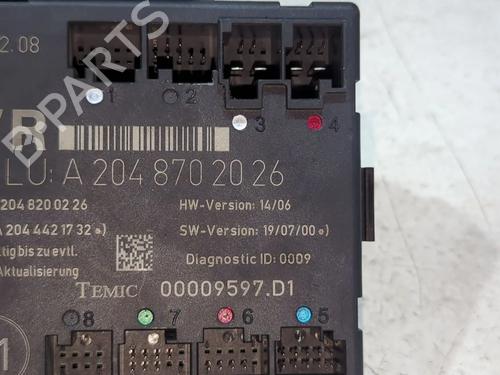 2.08
B-PARTS
1 2 3 4
LU: A 204 870 20 26
204 820 02 26 HW-Version: 14/06
A 204 442 17 32 •) SW-Version: 19/07/00 •)
ltig bis zu evtl. Diagnostic ID: 0009
Aktualisierung
TEMIC 00009597.D1
8 7 6 5